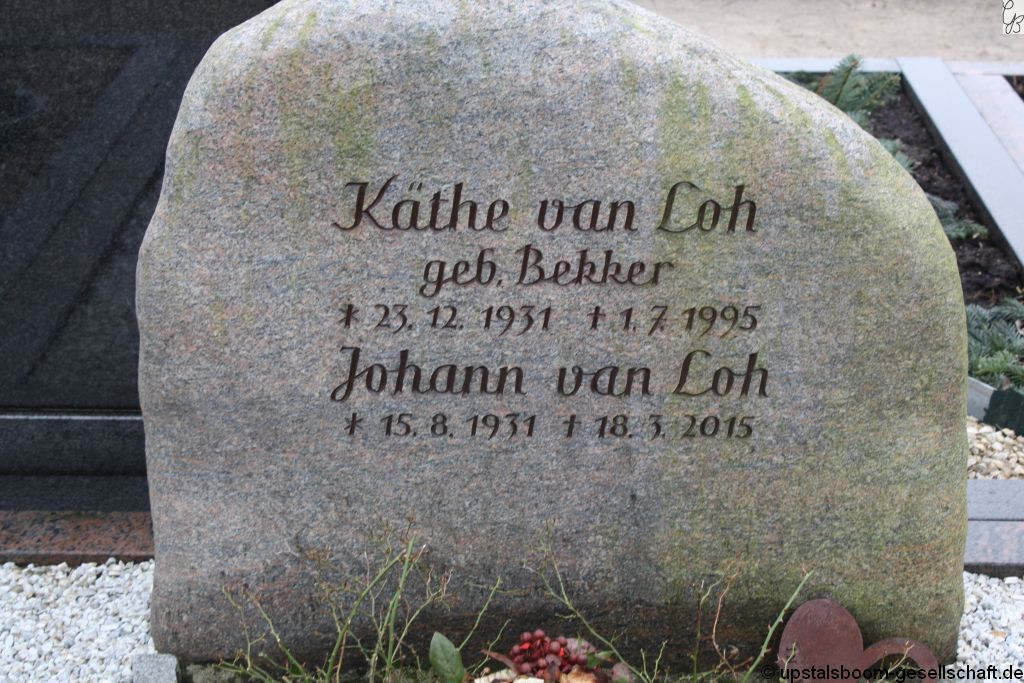 Käthe van Loh
geb. Bekker
* 23. 12. 1931 † 1. 7. 1995
Johann van Loh
* 15. 8. 1931 † 18. 3. 2015
© upstalsboom-gesellschaft.de